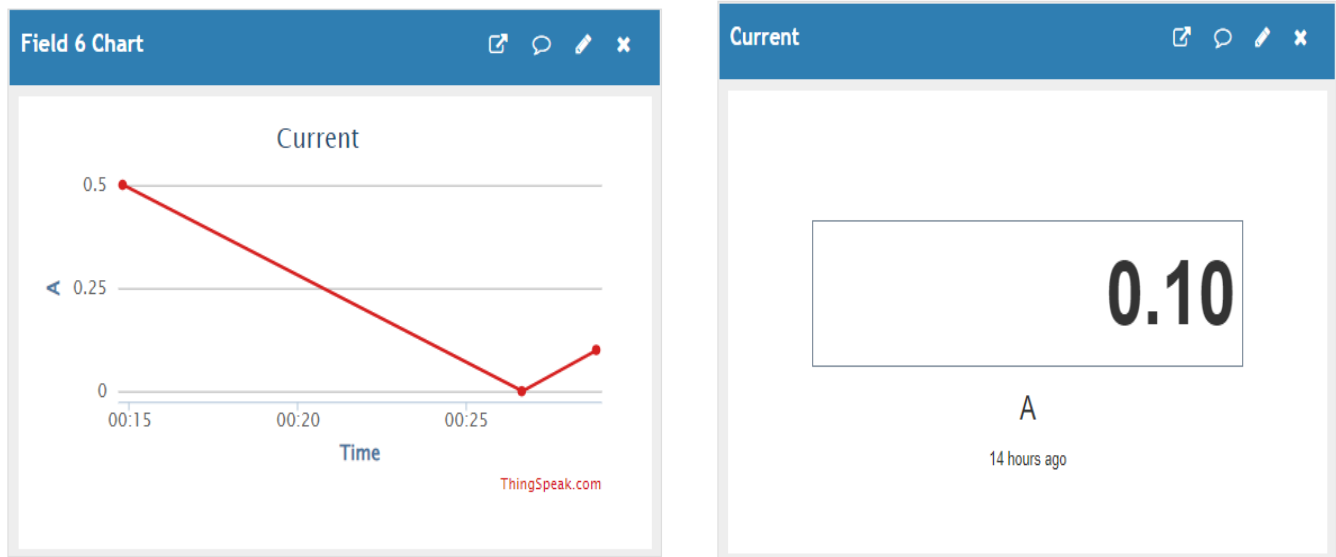 Field 6 Chart
Current
0.5
A
0.25
0
00:15
00:20
00:25
Time
ThingSpeak.com
Current
0.10
A
14 hours ago